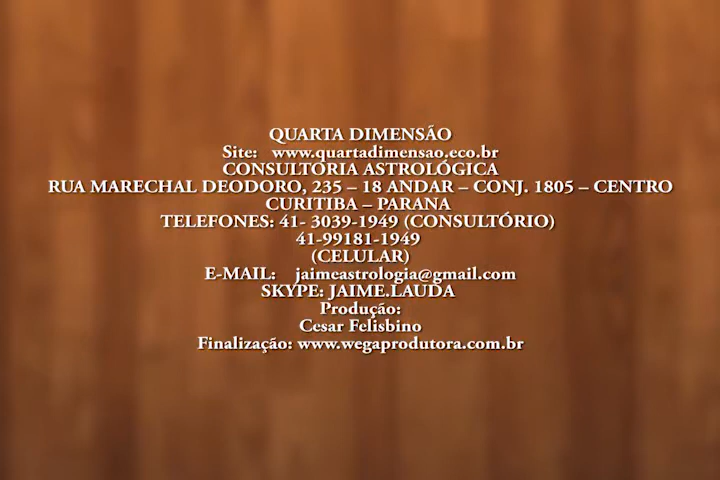 QUARTA DIMENSÃO
Site: www.quartadimensao.eco.br
CONSULTORIA ASTROLÓGICA
RUA MARECHAL DEODORO, 235 – 18 ANDAR – CONJ. 1805 – CENTRO
CURITIBA – PARANA
TELEFONES: 41- 3039-1949 (CONSULTÓRIO)
41-99181-1949
(CELULAR)
E-MAIL: jaimeastrologia@gmail.com
SKYPE: JAIME.LAUDA
Produção:
Cesar Felisbino
Finalização: www.wegaprodutora.com.br